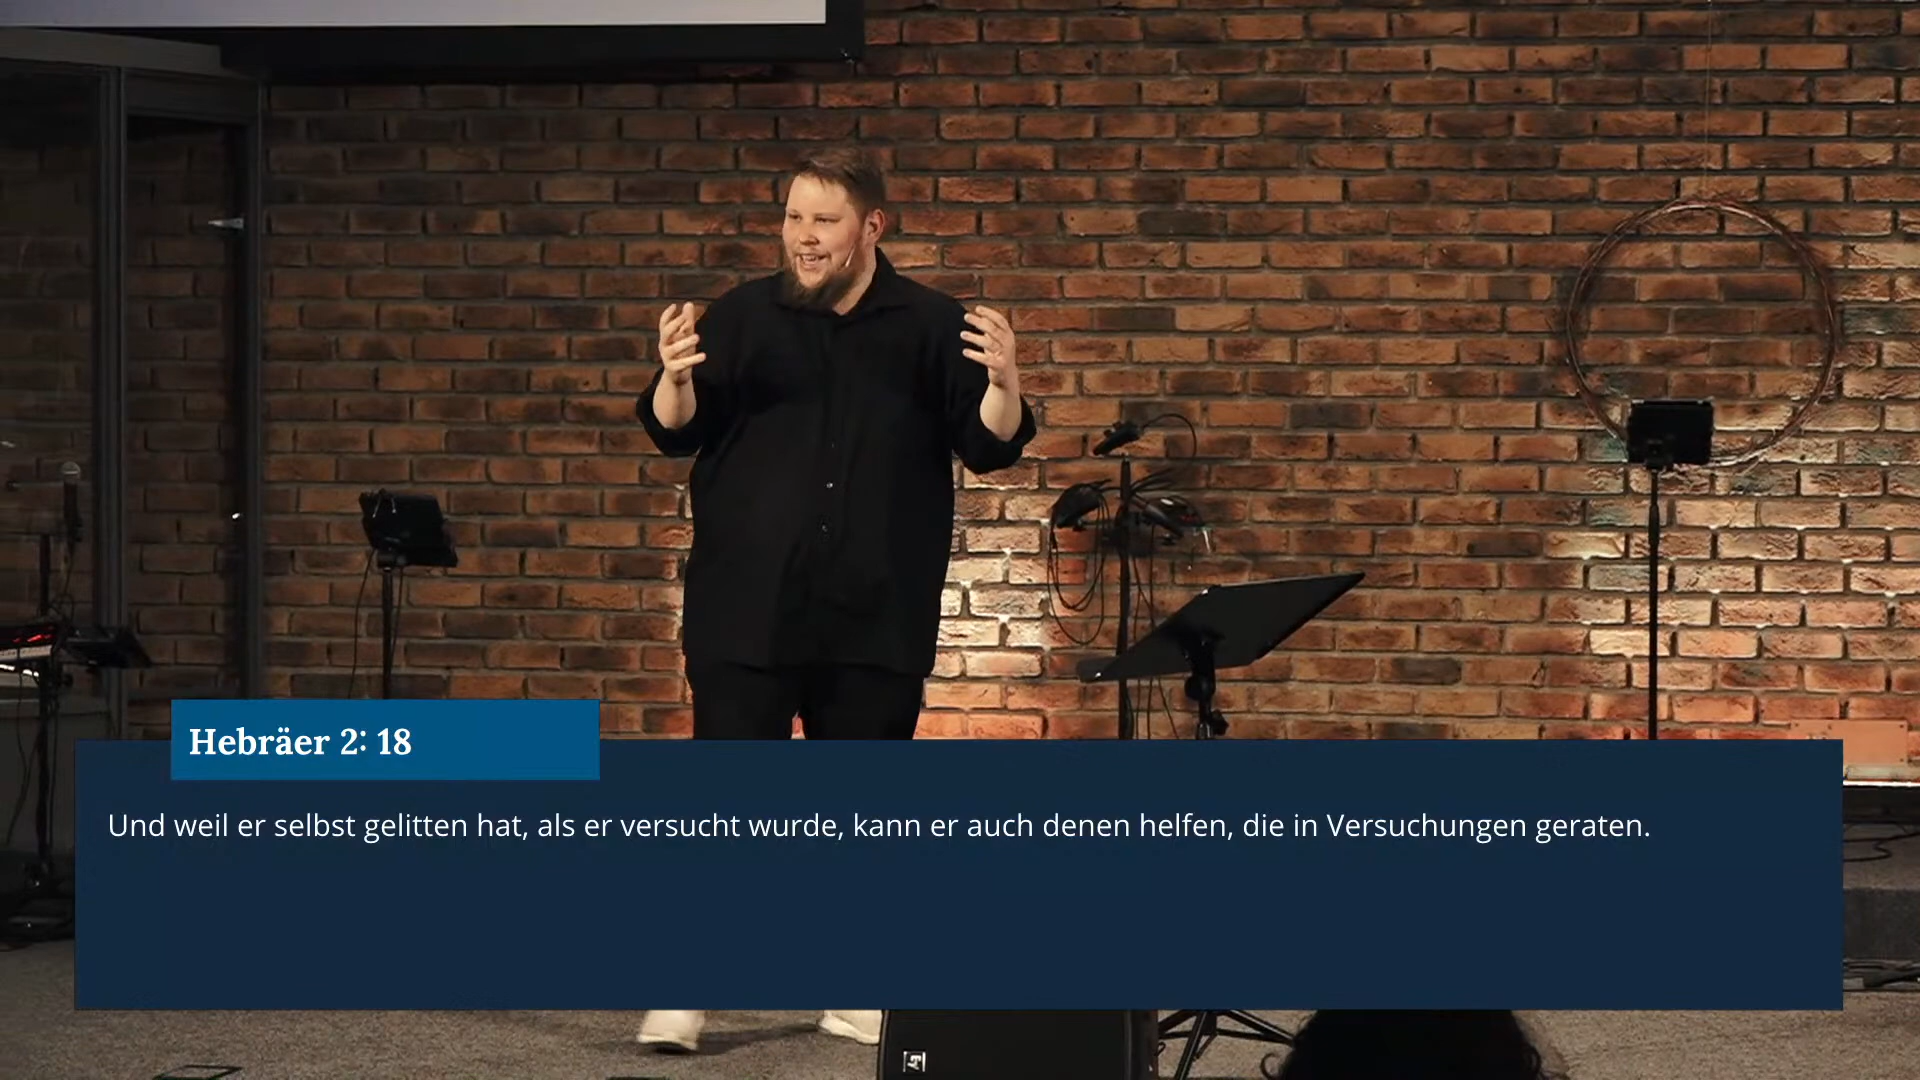 Hebräer 2: 18
Und weil er selbst gelitten hat, als er versucht wurde, kann er auch denen helfen, die in Versuchungen geraten.